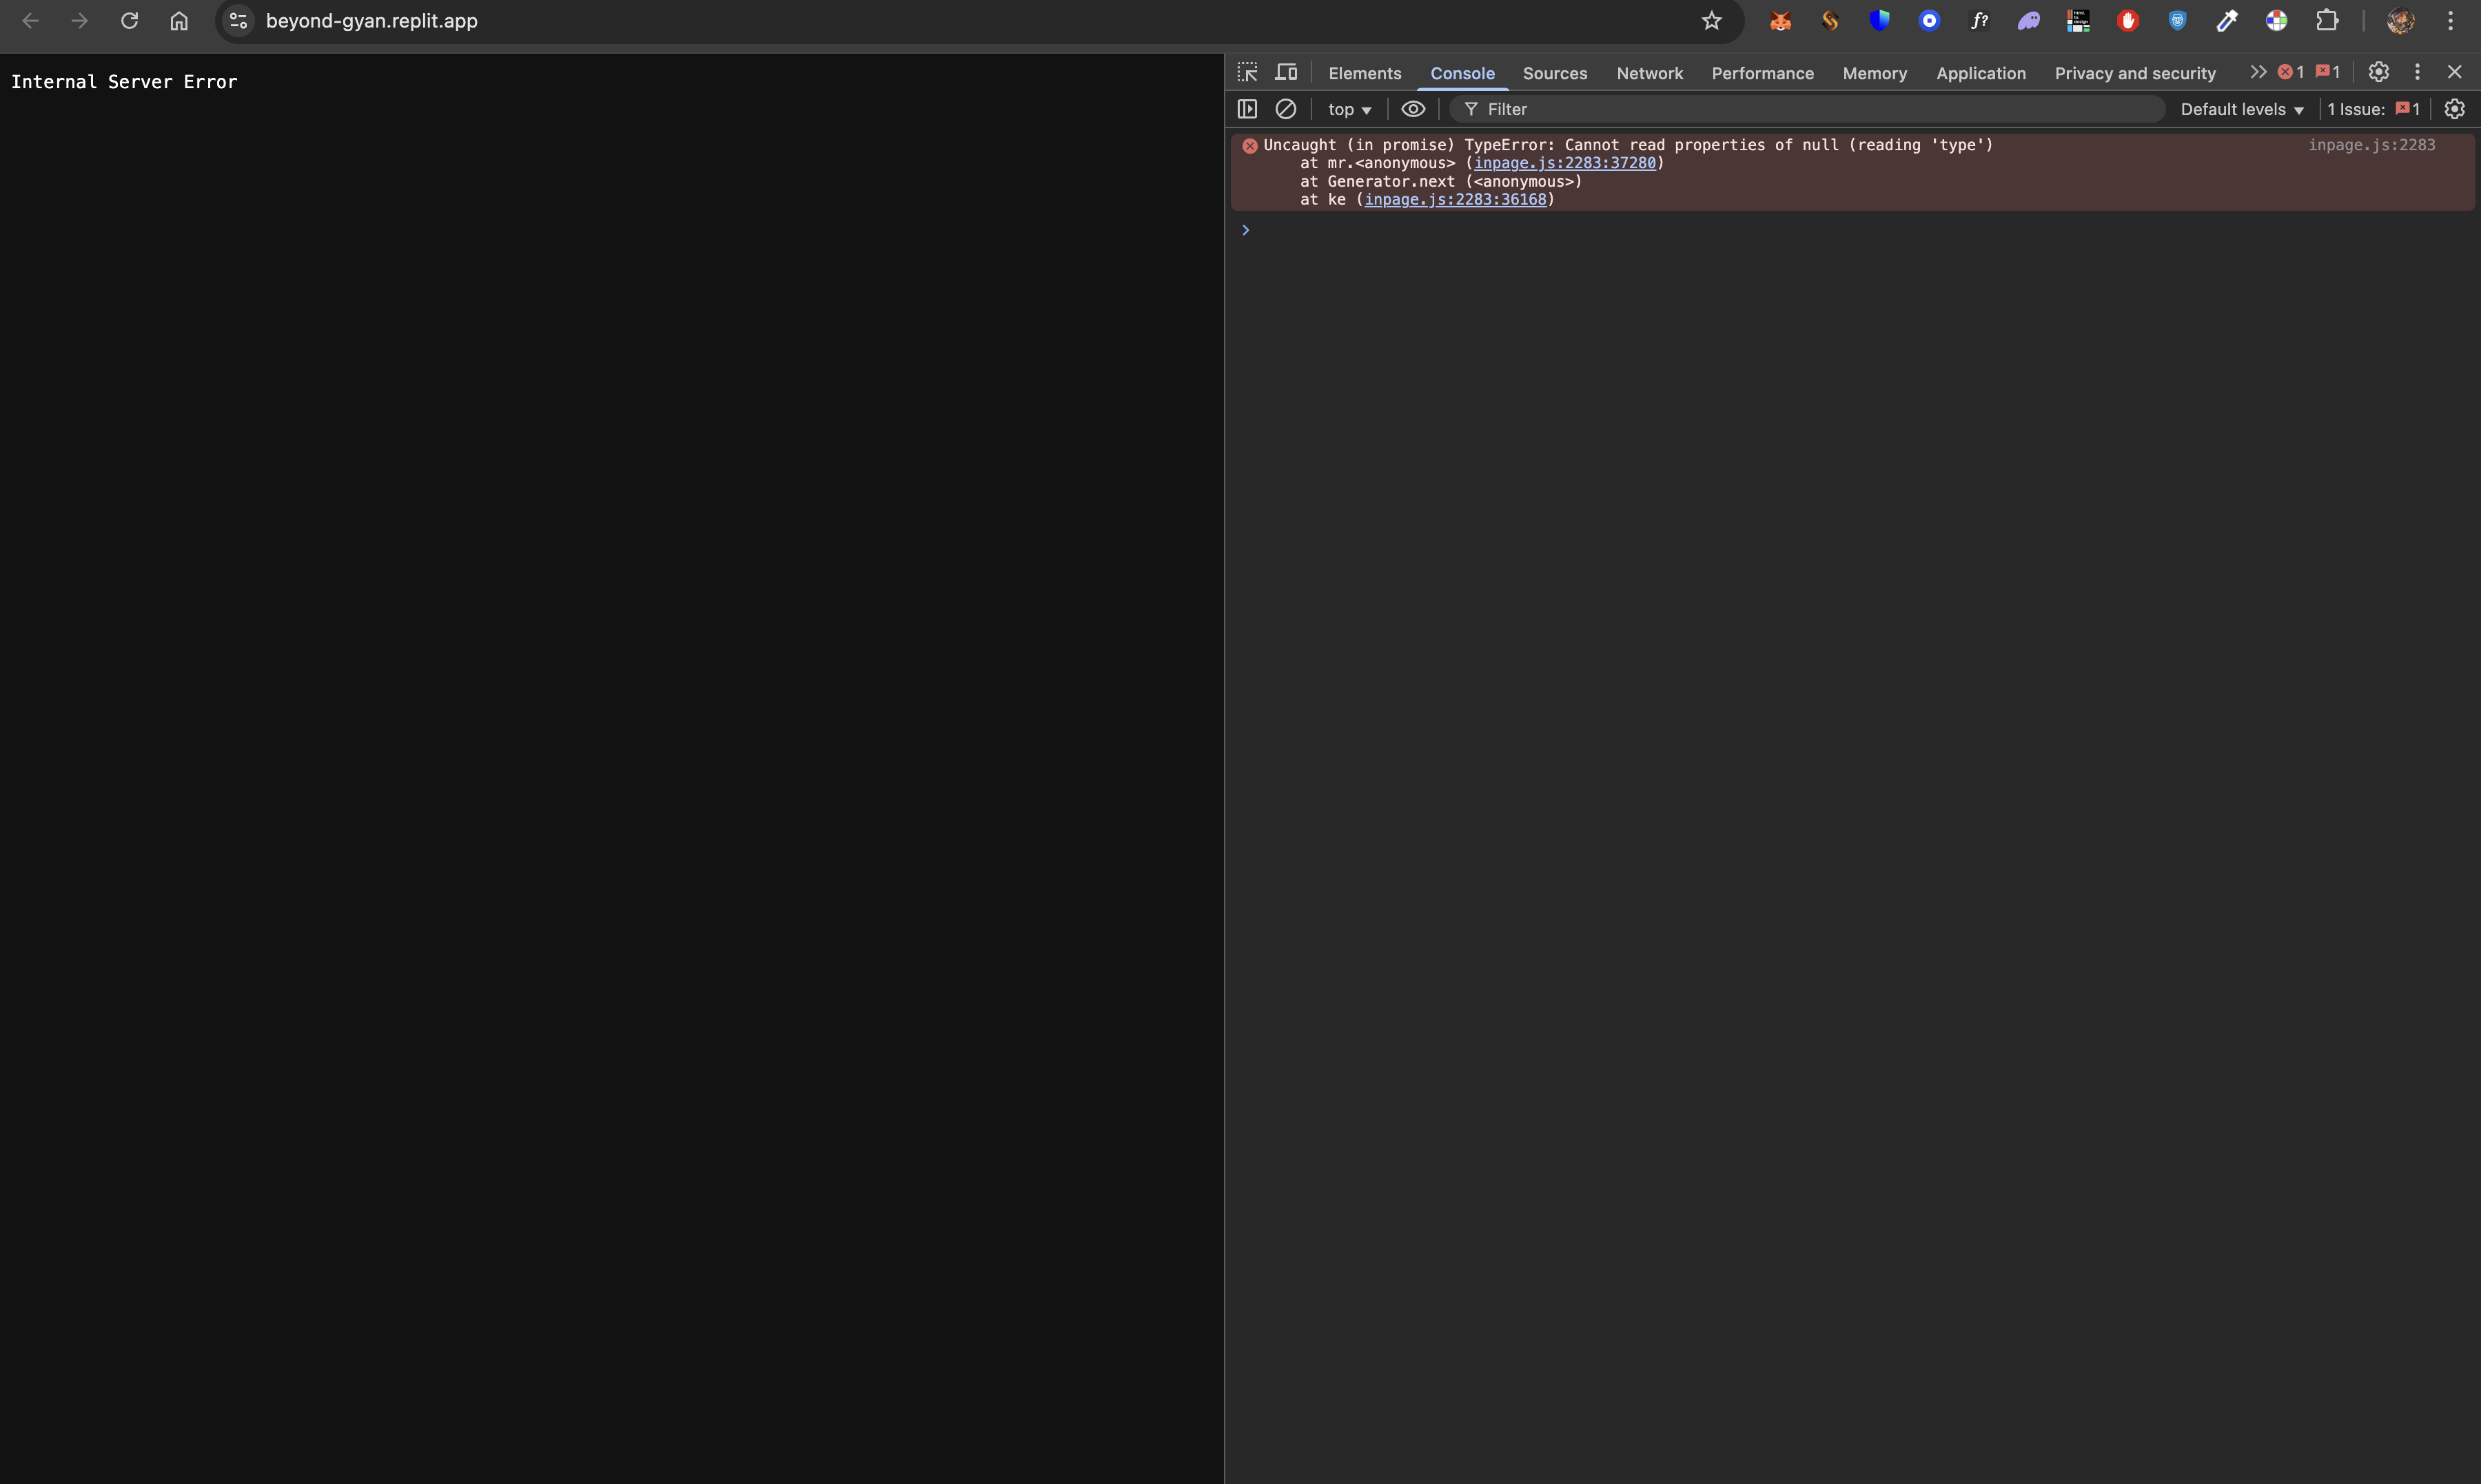 beyond-gyan.replit.app
Internal Server Error
Elements Console Sources Network Performance Memory Application Privacy and security 1 1
top Filter Default levels 1 Issue: 1
Uncaught (in promise) TypeError: Cannot read properties of null (reading 'type') inpage.js:2283
at mr.<anonymous> (inpage.js:2283:37280)
at Generator.next (<anonymous>)
at ke (inpage.js:2283:36168)